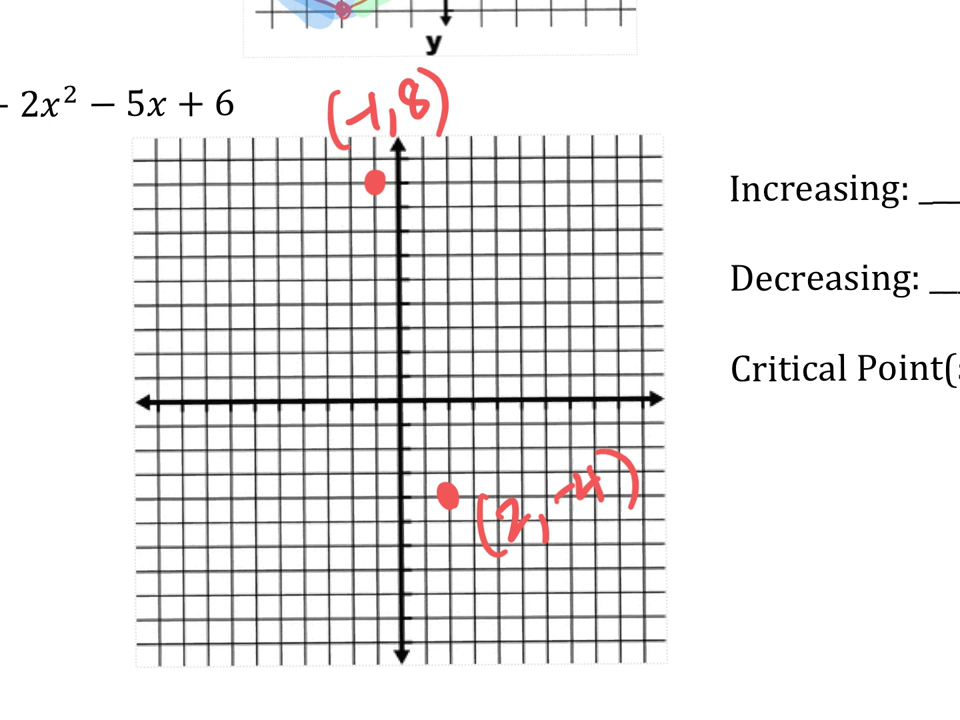 y
- 2x² − 5x + 6
(-1,8)
Increasing: __
Decreasing: __
Critical Point(
(2,-4)